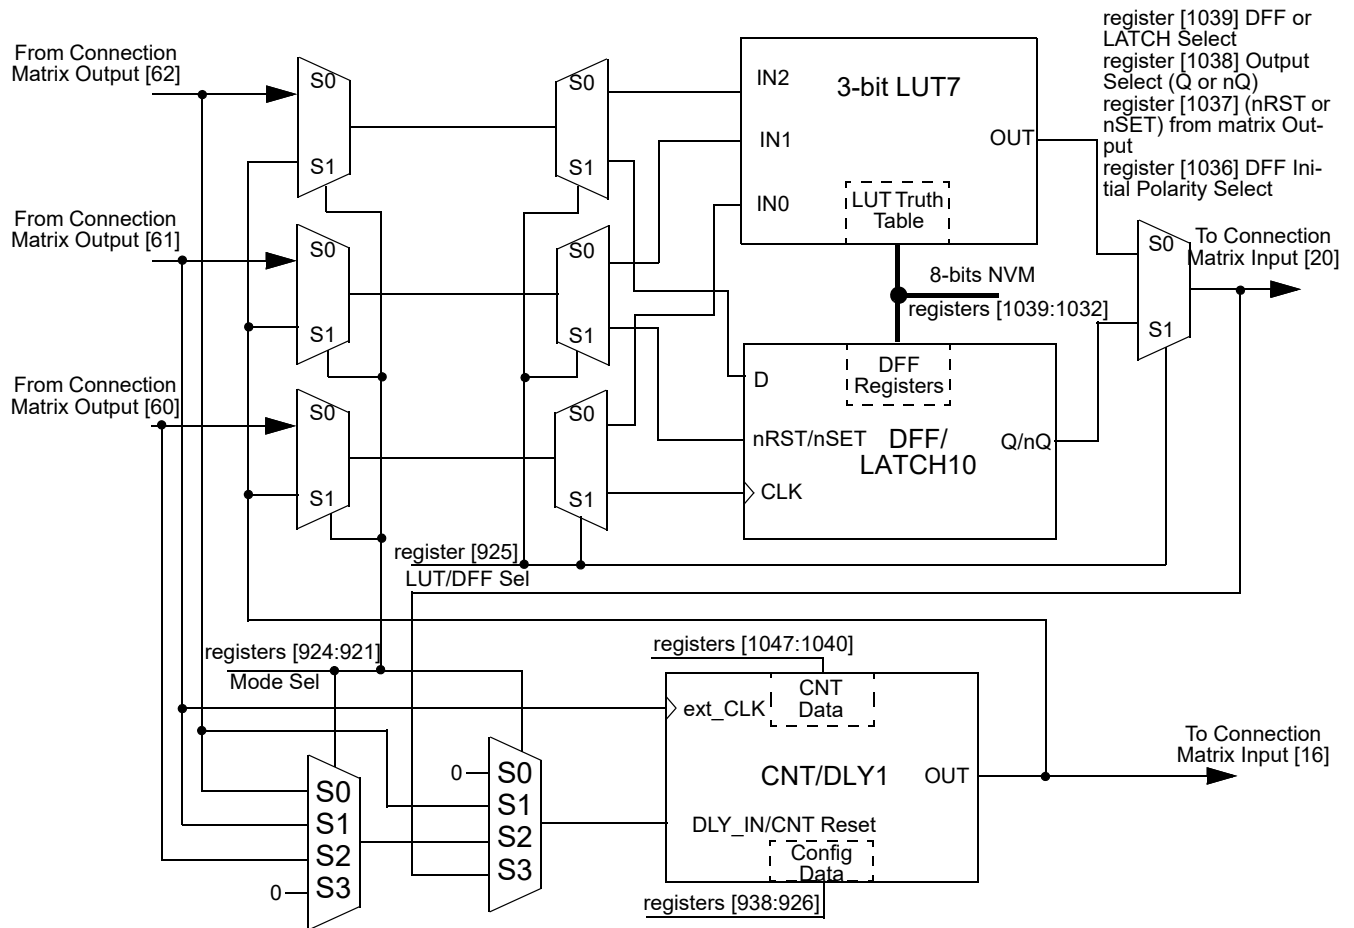 register [1039] DFF or
LATCH Select
register [1038] Output
Select (Q or nQ)
register [1037] (nRST or
nSET) from matrix Out-
put
register [1036] DFF Ini-
tial Polarity Select
From Connection
Matrix Output [62]
S0
S1
S0
S1
IN2
IN1
IN0
3-bit LUT7
OUT
LUT Truth
Table
From Connection
Matrix Output [61]
S0
S1
S0
S1
8-bits NVM
registers [1039:1032]
S0
S1
To Connection
Matrix Input [20]
From Connection
Matrix Output [60]
S0
S1
S0
S1
D
nRST/nSET
CLK
DFF
Registers
DFF/
LATCH10
Q/nQ
register [925]
LUT/DFF Sel
registers [924:921]
Mode Sel
registers [1047:1040]
ext_CLK
CNT
Data
CNT/DLY1
OUT
DLY_IN/CNT Reset
Config
Data
registers [938:926]
To Connection
Matrix Input [16]
S0
S1
S2
S3
0
0
S0
S1
S2
S3